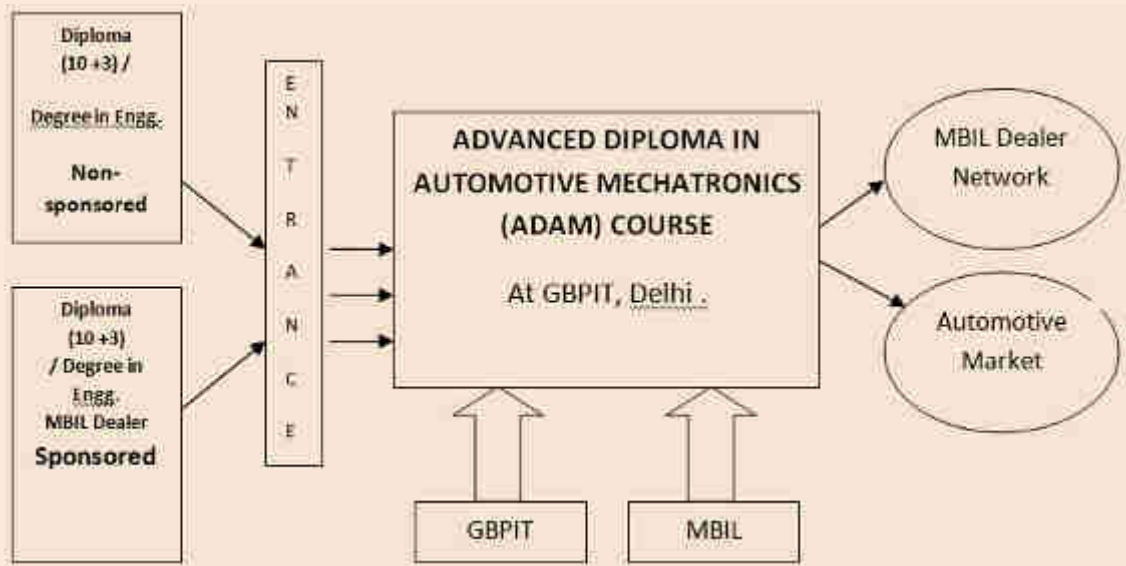 Diploma
(10 +3) /
Degree in Engg.
Non-
sponsored
Diploma
(10 +3)
/ Degree in
Engg.
MBIL Dealer
Sponsored
E
N
T
R
A
N
C
E
ADVANCED DIPLOMA IN
AUTOMOTIVE MECHATRONICS
(ADAM) COURSE
At GBPIT, Delhi .
MBIL Dealer
Network
Automotive
Market
GBPIT
MBIL